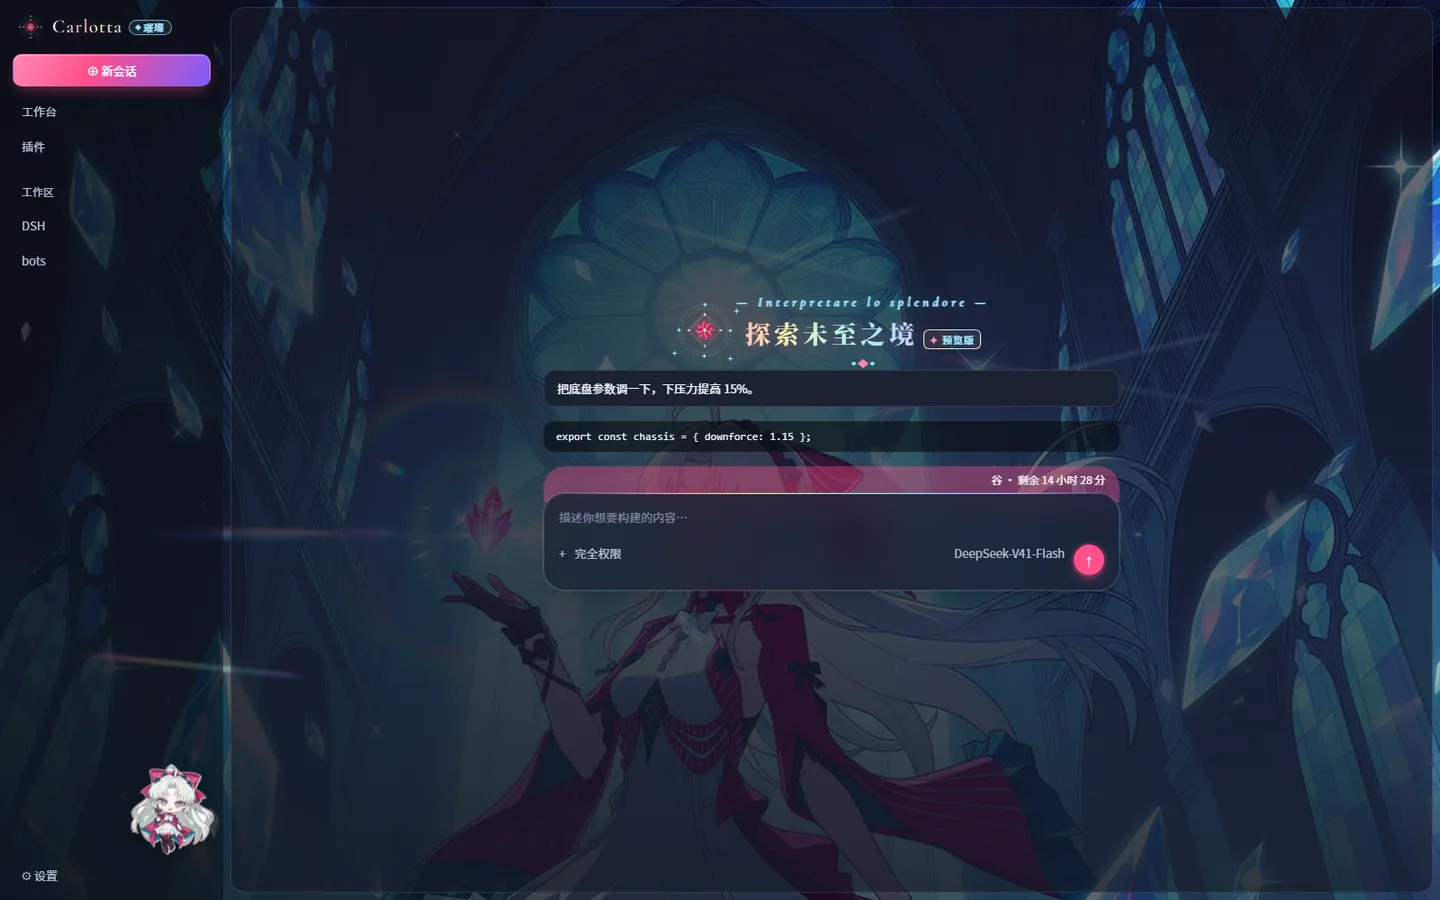 Carlotta ✦ 璀璨
⊕ 新会话
工作台
插件
工作区
DSH
bots
⚙ 设置
— Interpretare lo splendore —
探索未至之境 ✦ 预览版
把底盘参数调一下，下压力提高 15%。
export const chassis = { downforce: 1.15 };
谷 · 剩余 14 小时 28 分
描述你想要构建的内容…
+ 完全权限 DeepSeek-V41-Flash ↑